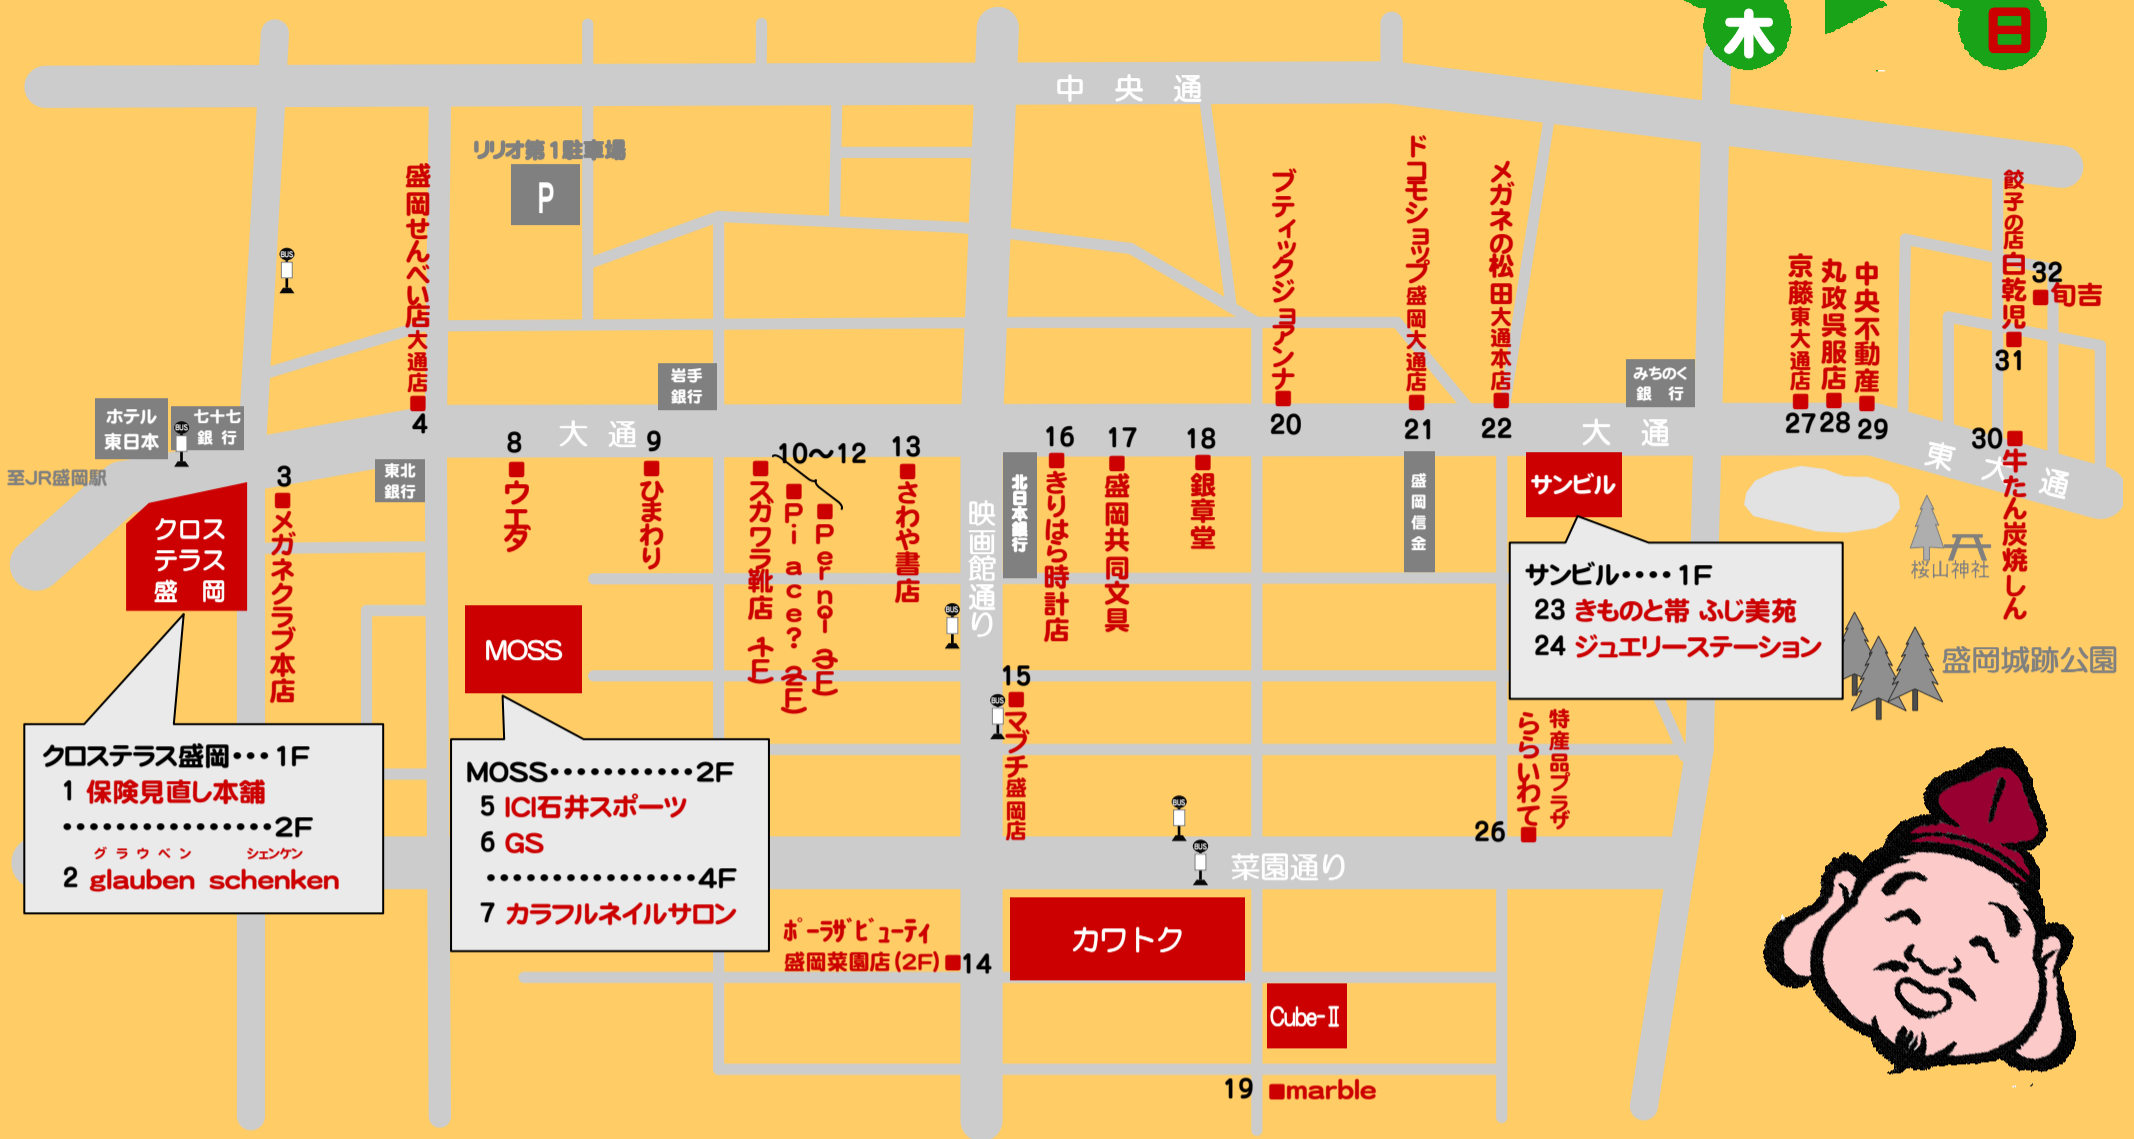 木
日
中央通
リリオ第1駐車場
P
盛岡せんべい店大通店
4
ブティックジョアンナ
20
ドコモショップ盛岡大通店
21
メガネの松田大通本店
22
京藤東大通店
27
丸政呉服店
28
中央不動産
29
餃子の店白乾児
31
32
旬吉
30
牛たん炭焼しん
岩手
銀行
みちのく
銀行
ホテル
東日本
七十七
銀行
BUS
BUS
至JR盛岡駅
東北
銀行
大通
大通
東大通
3
メガネクラブ本店
8
ウエダ
9
ひまわり
10〜12
スガワラ靴店(1F)
Pi ace?(2F)
13
さわや書店
映画館通り
北日本銀行
16
きりはら時計店
17
盛岡共同文具
18
銀章堂
盛岡信金
サンビル
サンビル････1F
23 きものと帯 ふじ美苑
24 ジュエリーステーション
桜山神社
盛岡城跡公園
クロス
テラス
盛岡
MOSS
クロステラス盛岡･･･1F
1 保険見直し本舗
････････････････2F
グラウベン シェンケン
2 glauben schenken
MOSS･･･････････2F
5 ICI石井スポーツ
6 GS
････････････････4F
7 カラフルネイルサロン
BUS
BUS
15
マブチ盛岡店
特産品プラザ
ららいわて
26
BUS
BUS
菜園通り
ポーラザビューティ
盛岡菜園店(2F)
14
カワトク
Cube-Ⅱ
19
marble